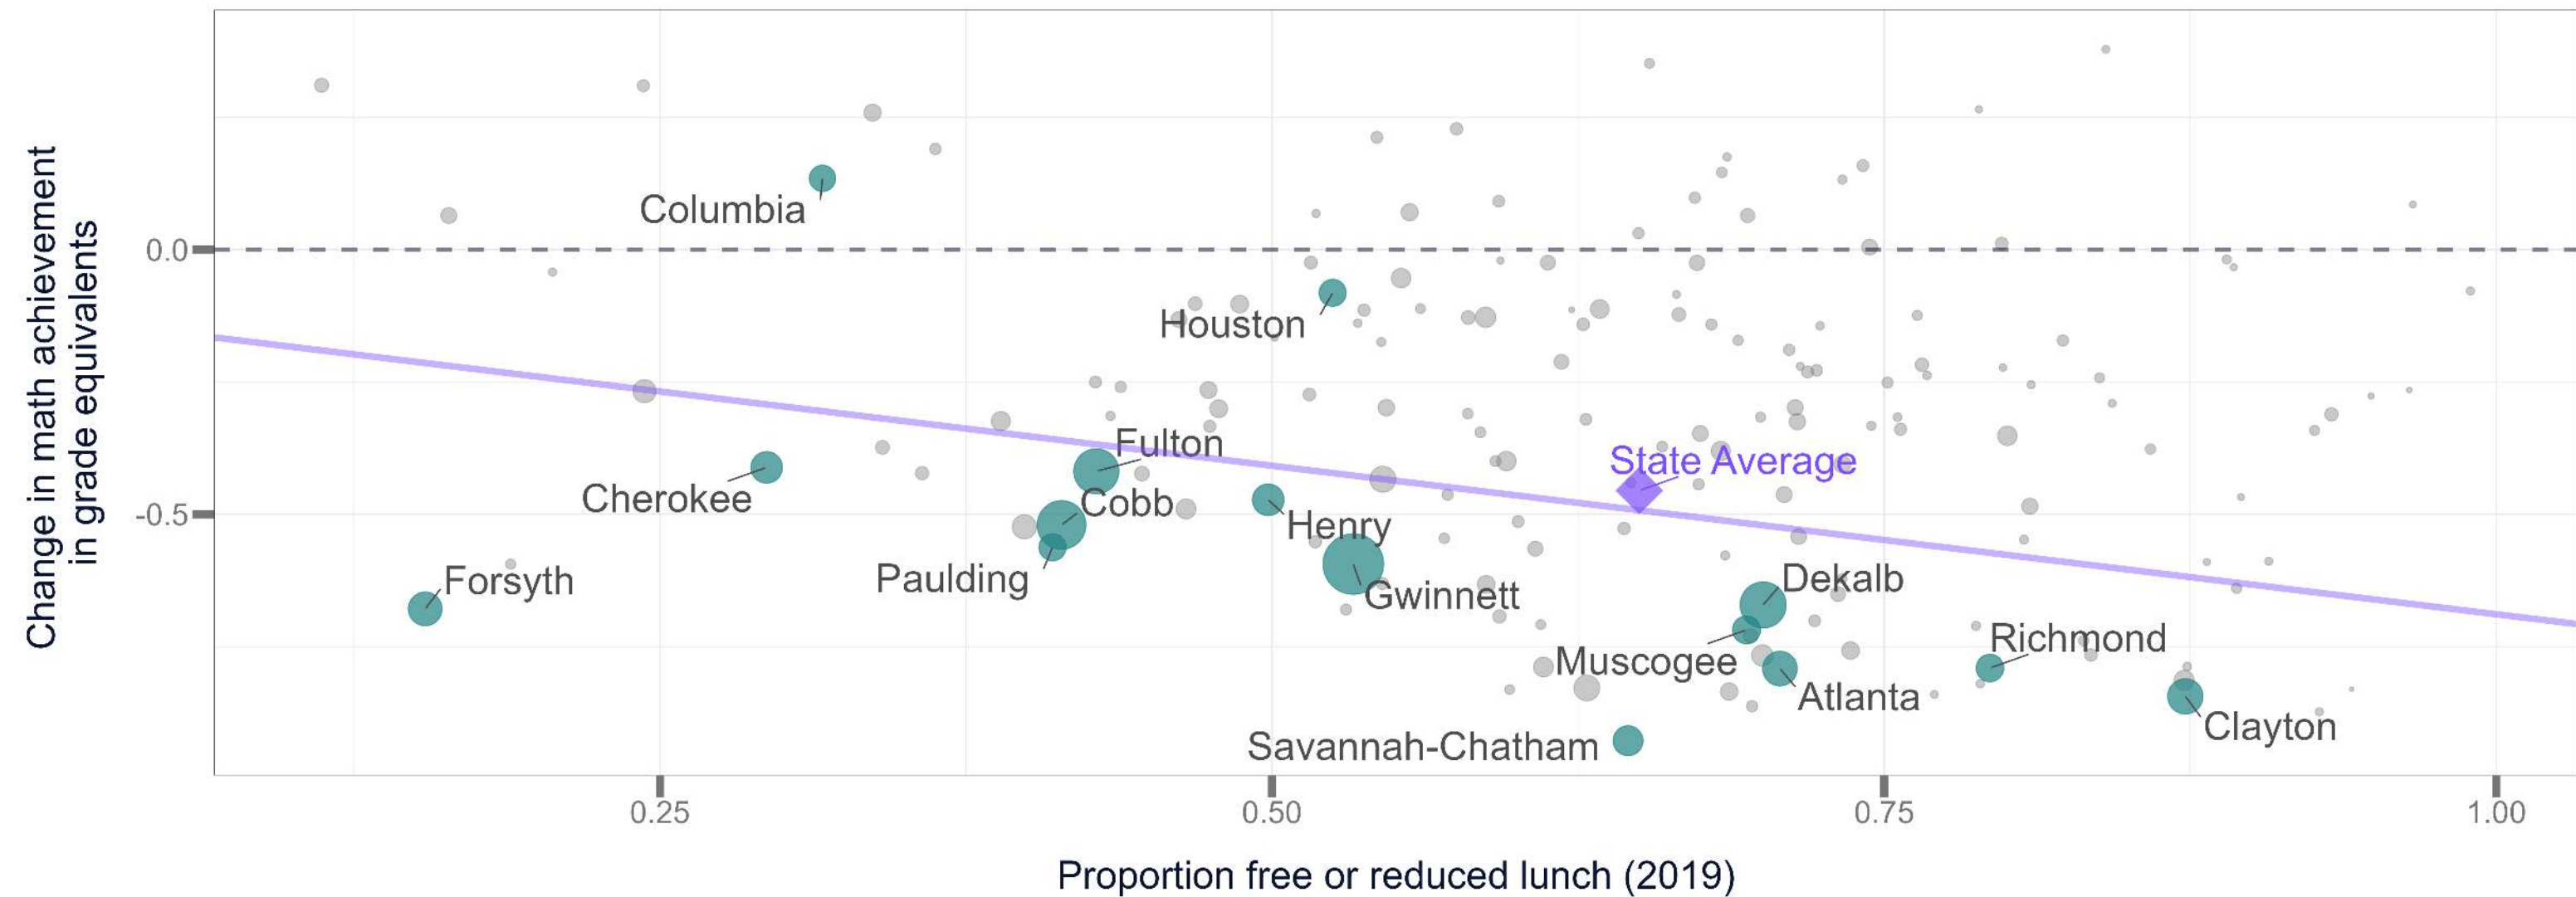 Change in math achievement
in grade equivalents
0.0
-0.5
Columbia
Houston
Fulton
State Average
Cherokee
Cobb
Henry
Forsyth
Paulding
Gwinnett
Dekalb
Richmond
Muscogee
Atlanta
Clayton
Savannah-Chatham
0.25
0.50
0.75
1.00
Proportion free or reduced lunch (2019)